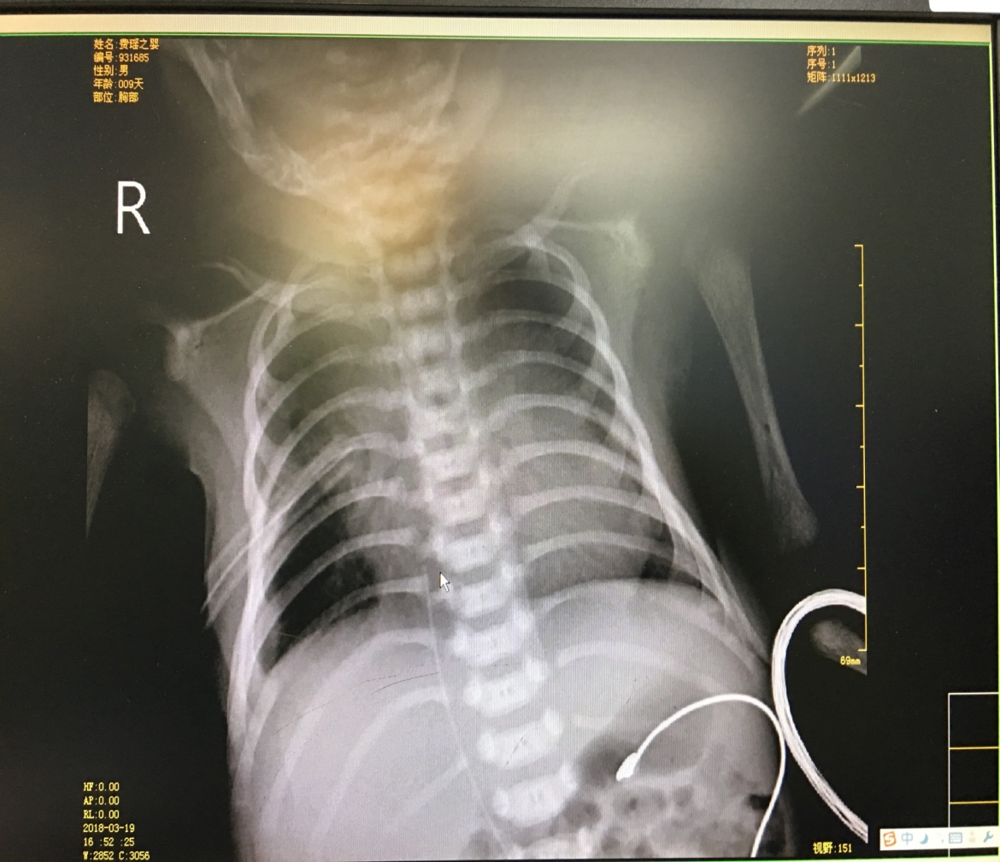 姓名:费瑶之婴
编号:931685
性别:男
年龄:009天
部位:胸部
序列:1
序号:1
矩阵:1111x1213
R
69mm
HF:0.00
AP:0.00
RL:0.00
2018-03-19
16:52:25
W:2852 C:3056
视野:151
S中